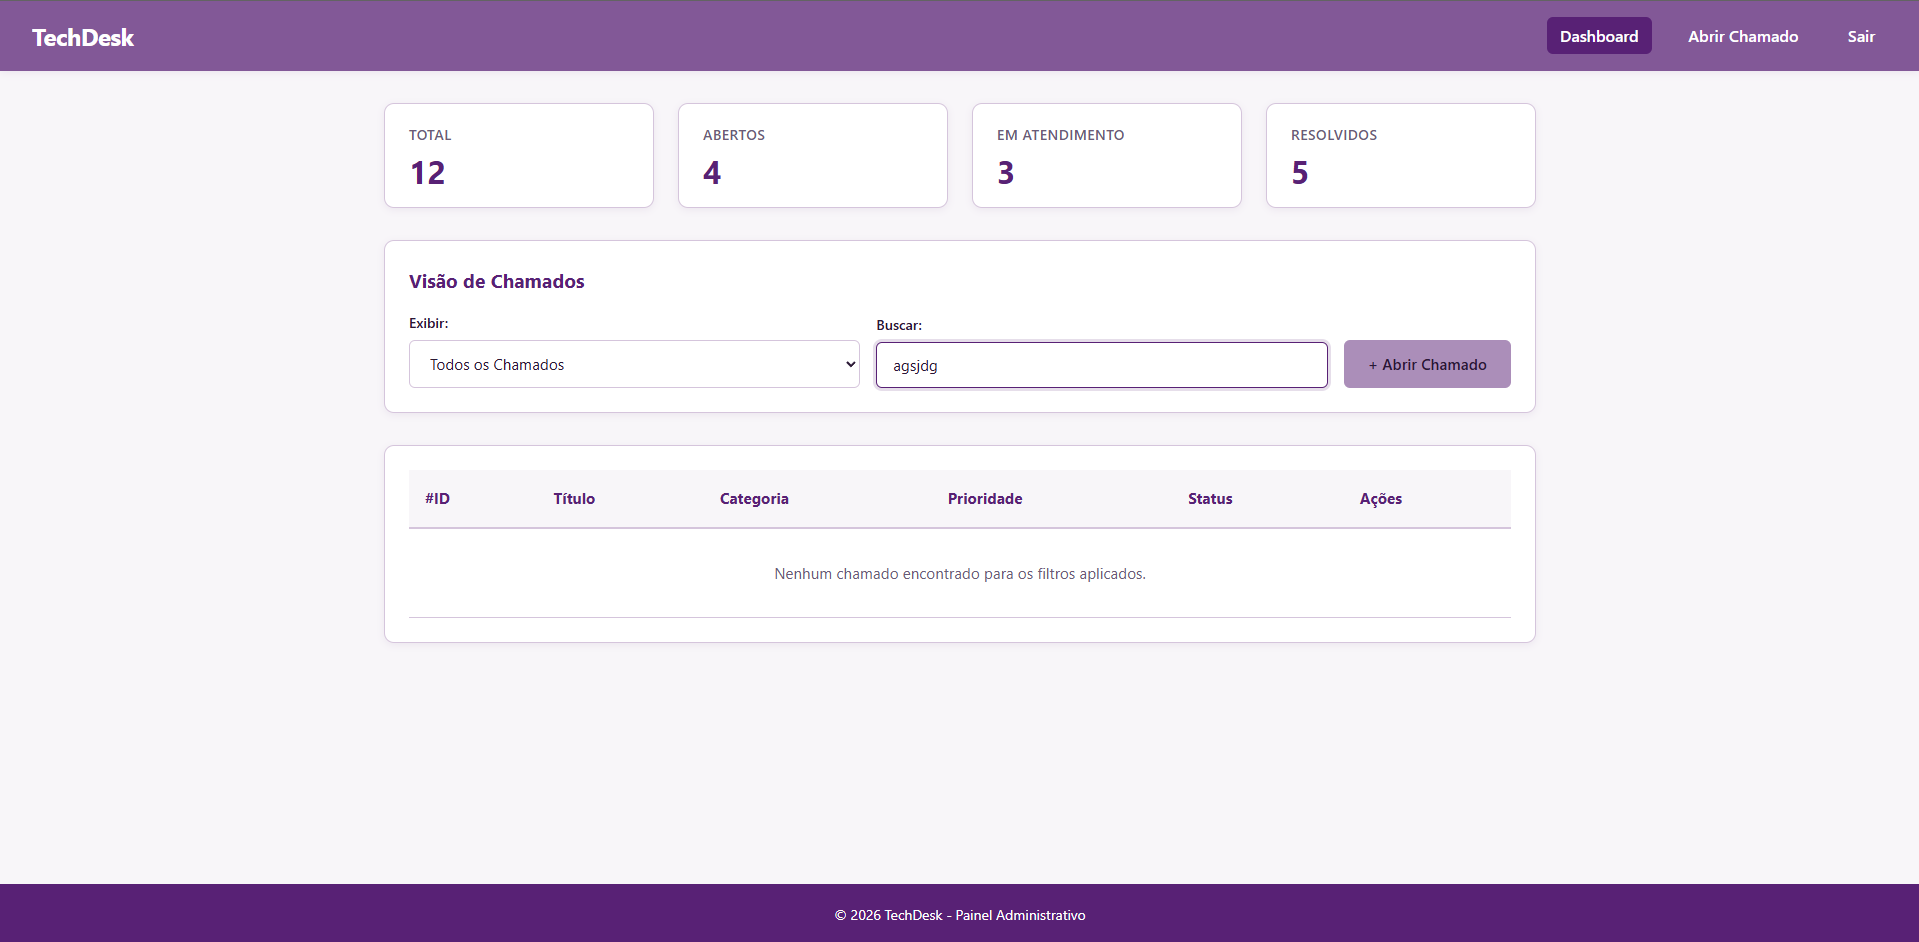 TechDesk
Dashboard
Abrir Chamado
Sair
TOTAL
12
ABERTOS
4
EM ATENDIMENTO
3
RESOLVIDOS
5
Visão de Chamados
Exibir:
Todos os Chamados
Buscar:
agsjdg
+ Abrir Chamado
#ID Título Categoria Prioridade Status Ações
Nenhum chamado encontrado para os filtros aplicados.
© 2026 TechDesk - Painel Administrativo